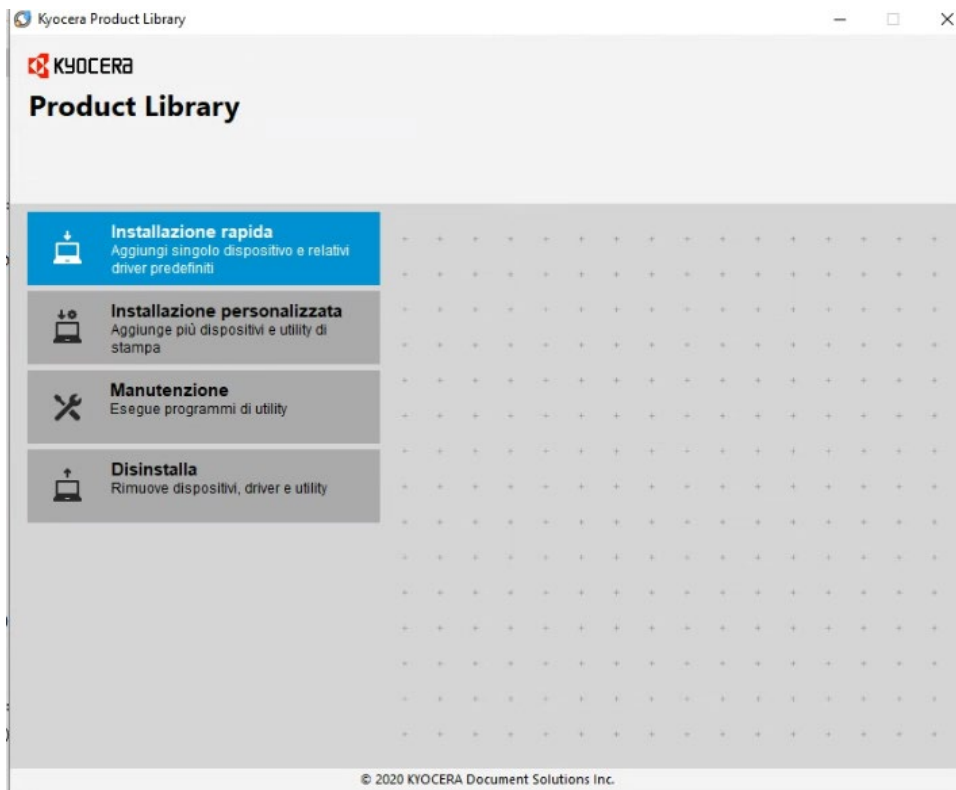 Kyocera Product Library
KYOCERA
Product Library
Installazione rapida
Aggiungi singolo dispositivo e relativi
driver predefiniti
Installazione personalizzata
Aggiunge più dispositivi e utility di
stampa
Manutenzione
Esegue programmi di utility
Disinstalla
Rimuove dispositivi, driver e utility
© 2020 KYOCERA Document Solutions Inc.